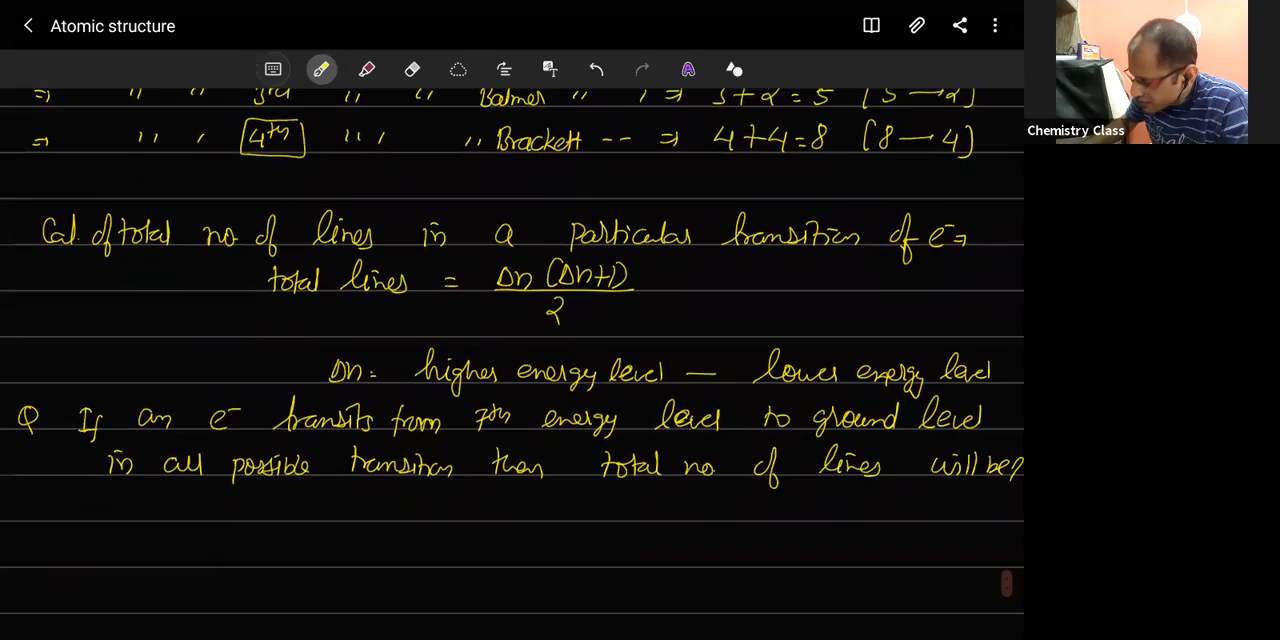 Atomic structure
Chemistry Class
⇒ " " 3rd " " Balmer " ⇒ 3+2=5 [5 — 2]
⇒ " " 4th " " " Brackett -- ⇒ 4+4=8 [8 — 4]
Cal. of total no of lines in a particular transition of e- ⇒
total lines = Δn (Δn+1)
2
Δn = higher energy level — lower energy level
Q If an e- transits from 7th energy level to ground level
in all possible transition then total no of lines will be?